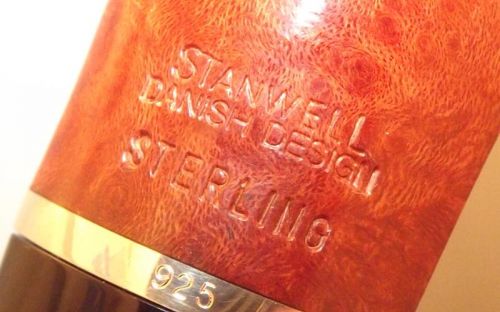 STANWELL
DANISH DESIGN
STERLING
925